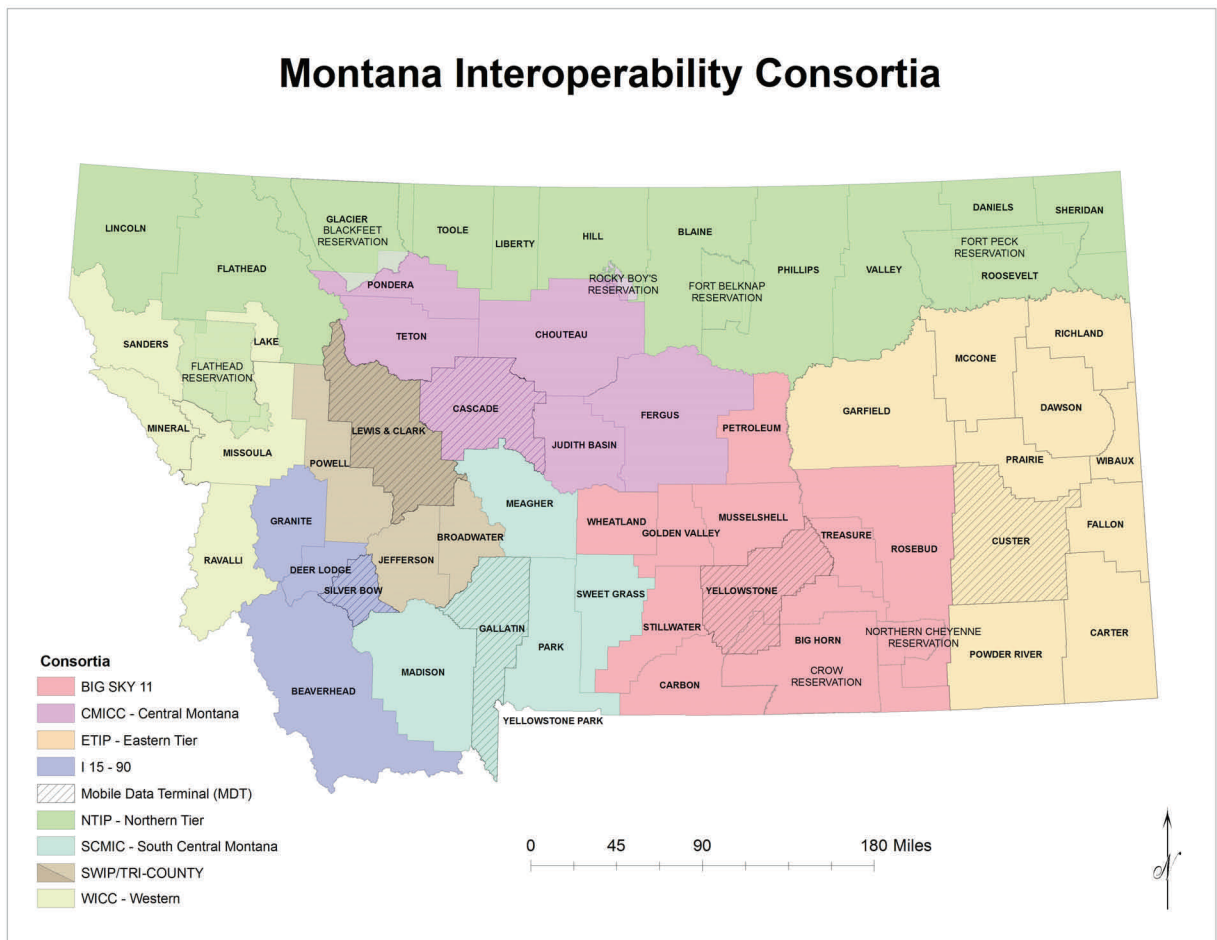 Montana Interoperability Consortia
LINCOLN
FLATHEAD
GLACIER
BLACKFEET
RESERVATION
TOOLE
LIBERTY
HILL
BLAINE
PHILLIPS
VALLEY
DANIELS
SHERIDAN
FORT PECK
RESERVATION
ROOSEVELT
PONDERA
ROCKY BOY'S
RESERVATION
FORT BELKNAP
RESERVATION
SANDERS
LAKE
FLATHEAD
RESERVATION
TETON
CHOUTEAU
RICHLAND
MCCONE
MINERAL
MISSOULA
POWELL
LEWIS & CLARK
CASCADE
JUDITH BASIN
FERGUS
PETROLEUM
GARFIELD
DAWSON
PRAIRIE
WIBAUX
RAVALLI
GRANITE
DEER LODGE
SILVER BOW
JEFFERSON
BROADWATER
MEAGHER
WHEATLAND
GOLDEN VALLEY
MUSSELSHELL
TREASURE
ROSEBUD
CUSTER
FALLON
BEAVERHEAD
MADISON
GALLATIN
PARK
SWEET GRASS
STILLWATER
YELLOWSTONE
CARBON
BIG HORN
CROW
RESERVATION
NORTHERN CHEYENNE
RESERVATION
POWDER RIVER
CARTER
YELLOWSTONE PARK
Consortia
BIG SKY 11
CMICC - Central Montana
ETIP - Eastern Tier
I 15 - 90
Mobile Data Terminal (MDT)
NTIP - Northern Tier
SCMIC - South Central Montana
SWIP/TRI-COUNTY
WICC - Western
0 45 90 180 Miles
N